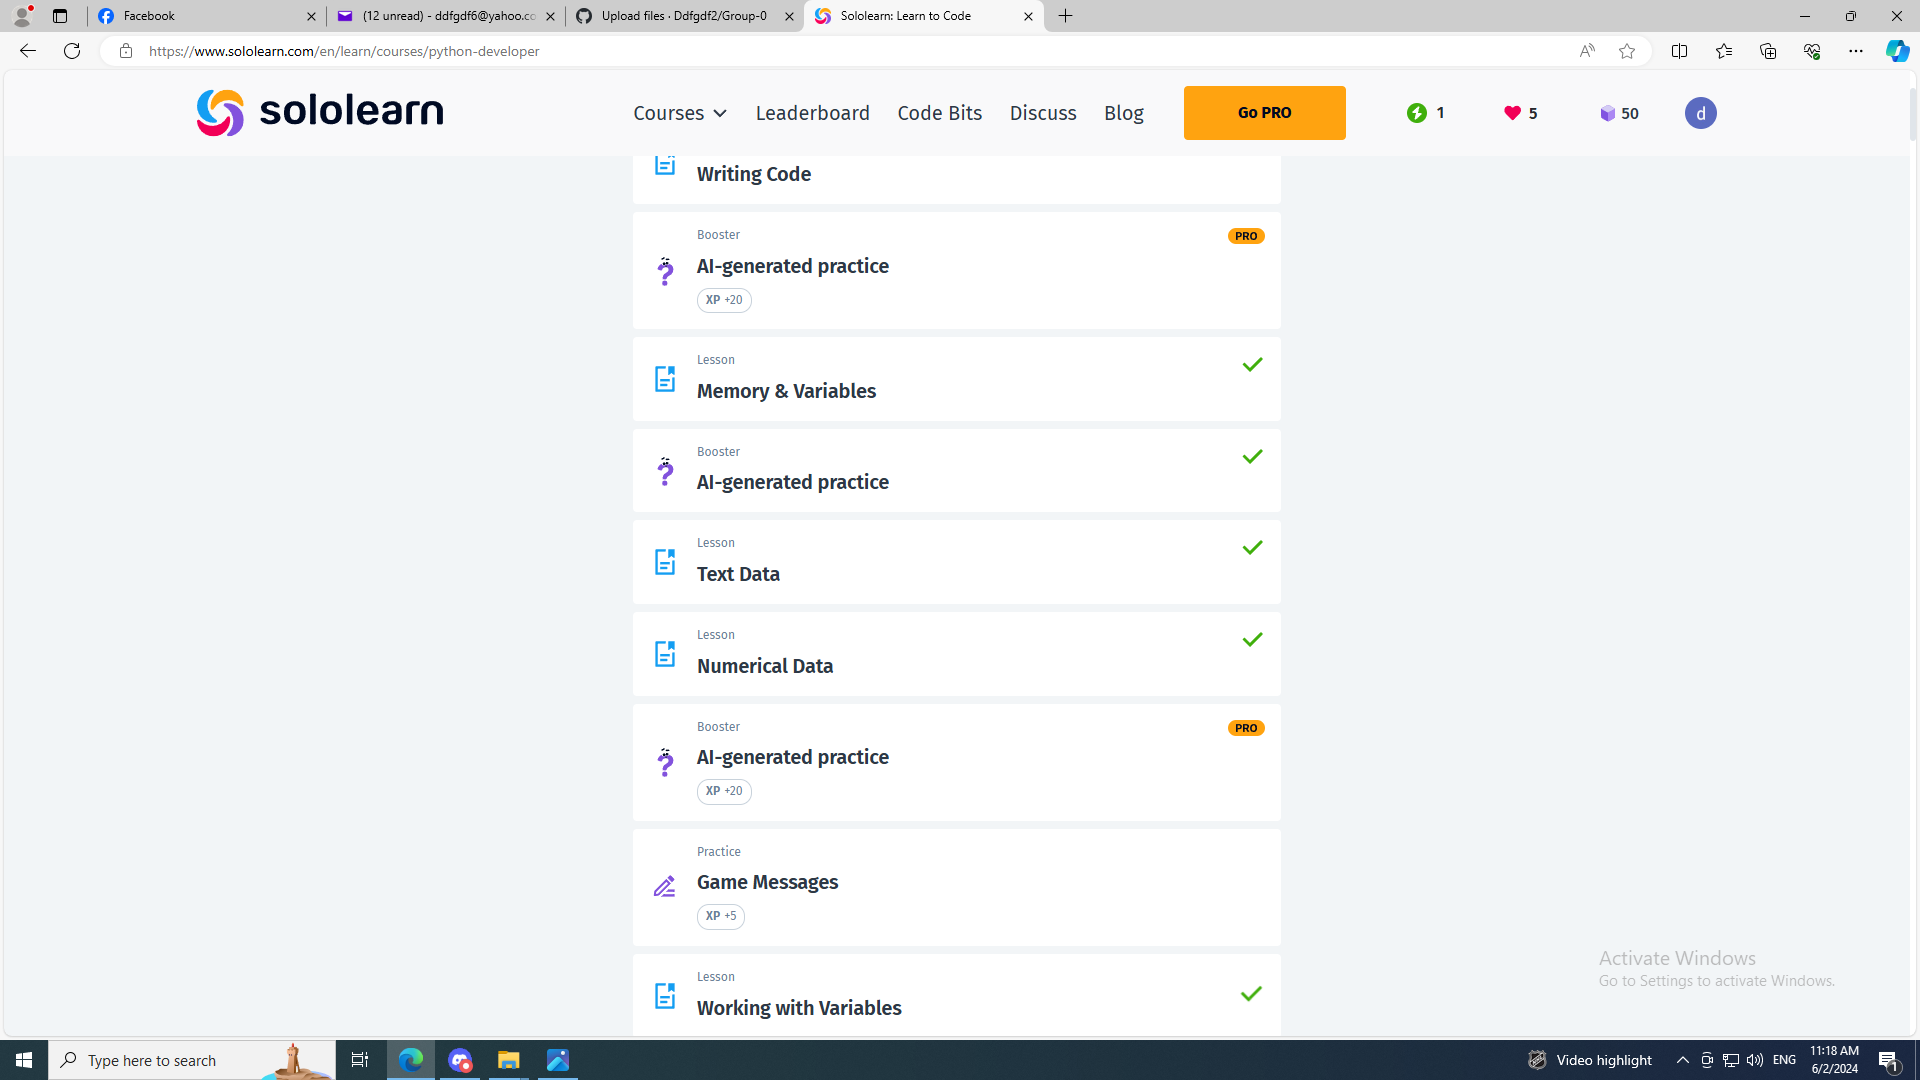 Facebook
(12 unread) - ddfgdf6@yahoo.co
Upload files · Ddfgdf2/Group-0
Sololearn: Learn to Code
https://www.sololearn.com/en/learn/courses/python-developer
sololearn
Courses
Leaderboard
Code Bits
Discuss
Blog
Go PRO
1
5
50
d
Writing Code
Booster
PRO
AI-generated practice
XP +20
Lesson
Memory & Variables
Booster
AI-generated practice
Lesson
Text Data
Lesson
Numerical Data
Booster
PRO
AI-generated practice
XP +20
Practice
Game Messages
XP +5
Lesson
Working with Variables
Activate Windows
Go to Settings to activate Windows.
Type here to search
Video highlight
ENG
11:18 AM
6/2/2024
1